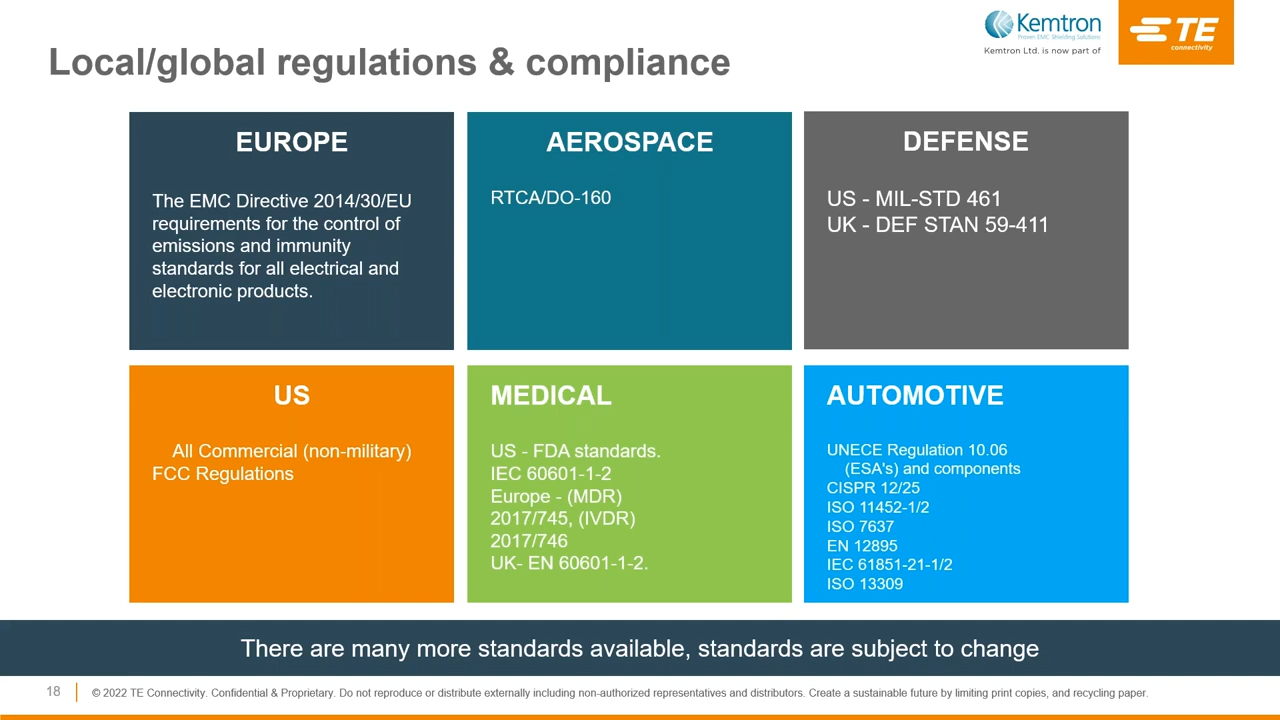 Kemtron
Proven EMC Shielding Solutions
Kemtron Ltd. is now part of
TE
connectivity
Local/global regulations & compliance
EUROPE
The EMC Directive 2014/30/EU
requirements for the control of
emissions and immunity
standards for all electrical and
electronic products.
AEROSPACE
RTCA/DO-160
DEFENSE
US - MIL-STD 461
UK - DEF STAN 59-411
US
All Commercial (non-military)
FCC Regulations
MEDICAL
US - FDA standards.
IEC 60601-1-2
Europe - (MDR)
2017/745, (IVDR)
2017/746
UK- EN 60601-1-2.
AUTOMOTIVE
UNECE Regulation 10.06
(ESA's) and components
CISPR 12/25
ISO 11452-1/2
ISO 7637
EN 12895
IEC 61851-21-1/2
ISO 13309
There are many more standards available, standards are subject to change
18
© 2022 TE Connectivity. Confidential & Proprietary. Do not reproduce or distribute externally including non-authorized representatives and distributors. Create a sustainable future by limiting print copies, and recycling paper.